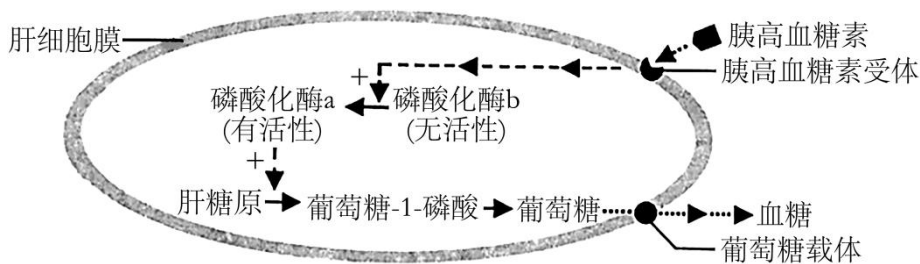 肝细胞膜
胰高血糖素
胰高血糖素受体
+
磷酸化酶a 磷酸化酶b
(有活性) (无活性)
+
肝糖原 葡萄糖-1-磷酸 葡萄糖 血糖
葡萄糖载体